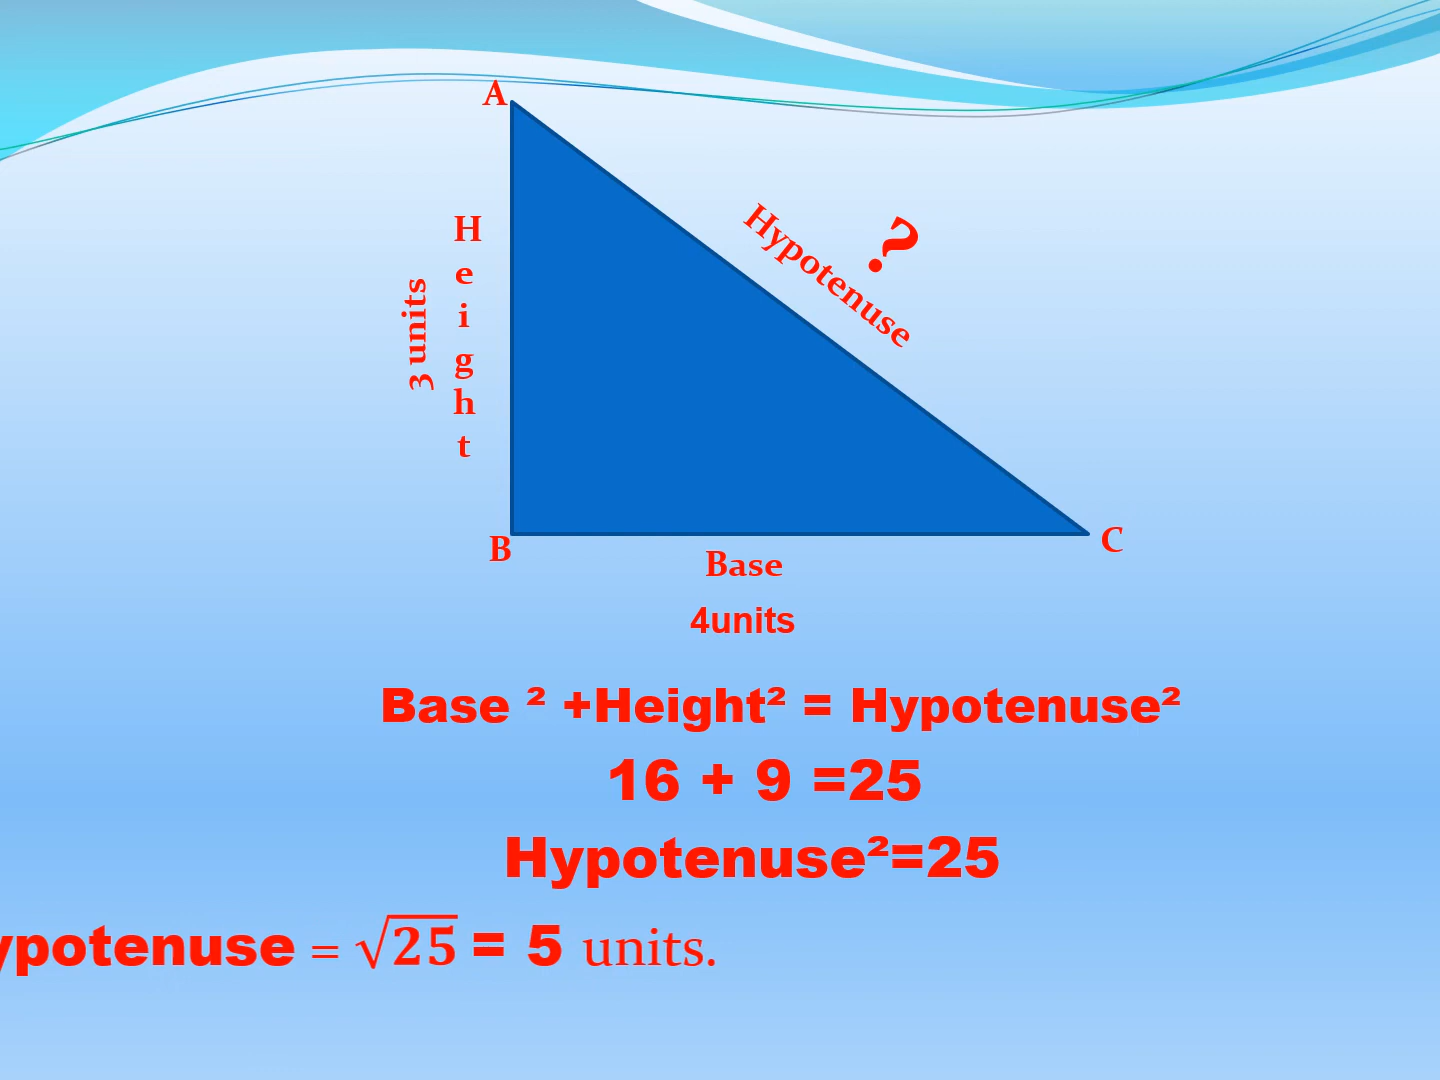 A
Height
3 units
Hypotenuse
?
B
C
Base
4units
Base ² +Height² = Hypotenuse²
16 + 9 =25
Hypotenuse²=25
ypotenuse = √25 = 5 units.